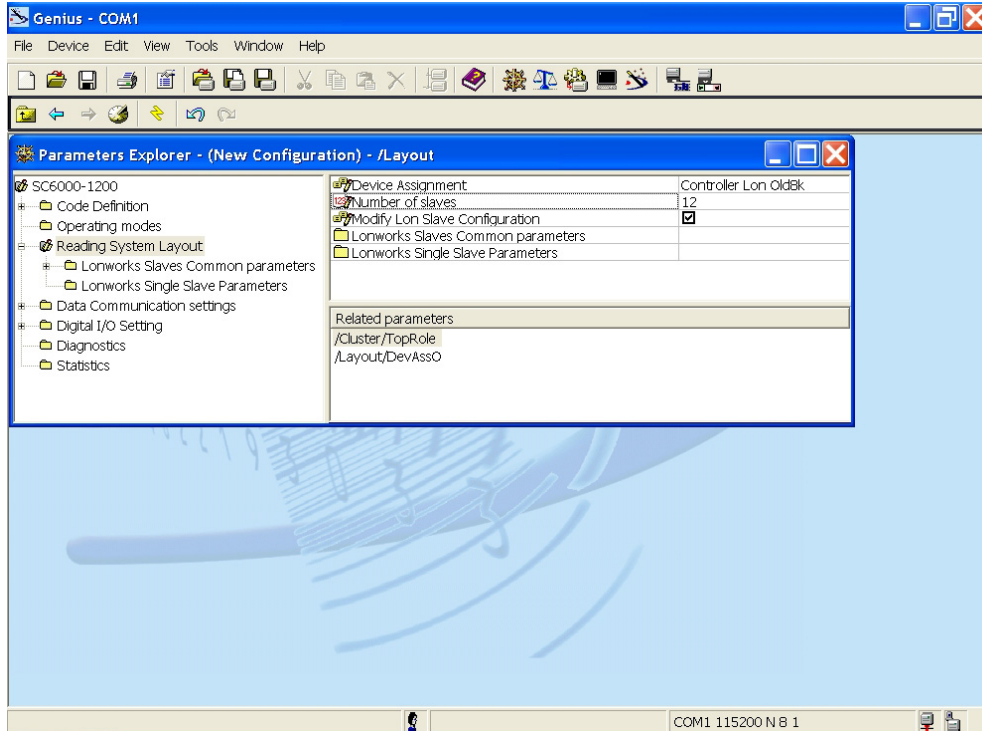 Genius - COM1
File Device Edit View Tools Window Help
Parameters Explorer - (New Configuration) - /Layout
SC6000-1200
Code Definition
Operating modes
Reading System Layout
Lonworks Slaves Common parameters
Lonworks Single Slave Parameters
Data Communication settings
Digital I/O Setting
Diagnostics
Statistics
Device Assignment Controller Lon Old8k
Number of slaves 12
Modify Lon Slave Configuration
Lonworks Slaves Common parameters
Lonworks Single Slave Parameters
Related parameters
/Cluster/TopRole
/Layout/DevAssO
COM1 115200 N 8 1